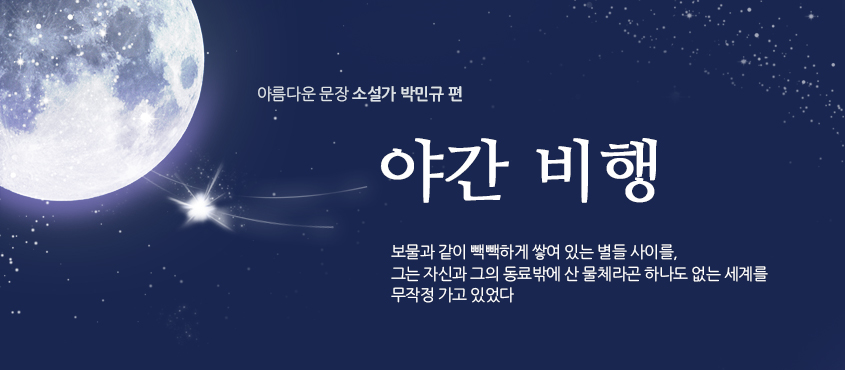 아름다운 문장 소설가 박민규 편
야간 비행
보물과 같이 빽빽하게 쌓여 있는 별들 사이를,
그는 자신과 그의 동료밖에 산 물체라곤 하나도 없는 세계를
무작정 가고 있었다